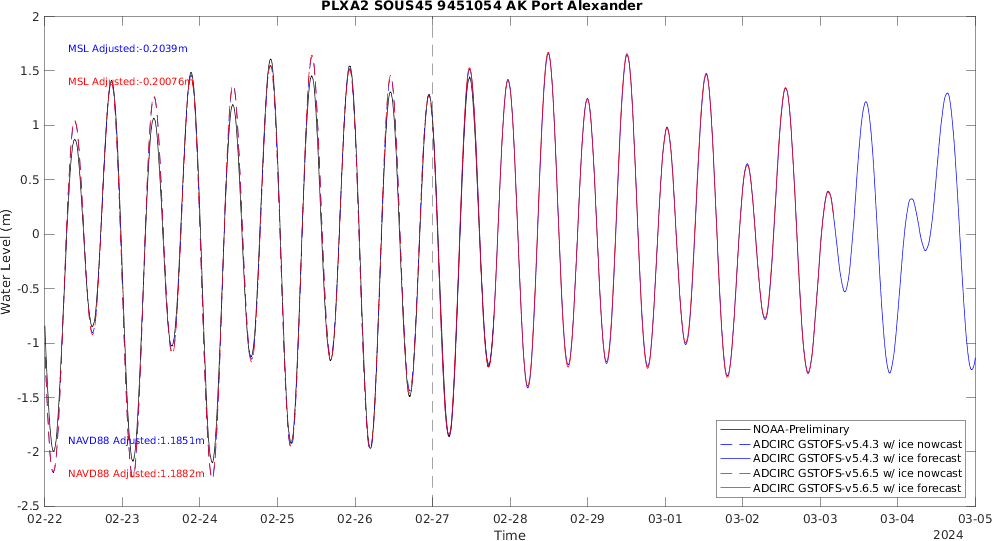 PLXA2 SOUS45 9451054 AK Port Alexander
MSL Adjusted:-0.2039m
MSL Adjusted:-0.20076m
NAVD88 Adjusted:1.1851m
NAVD88 Adjusted:1.1882m
Water Level (m)
2
1.5
1
0.5
0
-0.5
-1
-1.5
-2
-2.5
NOAA-Preliminary
ADCIRC GSTOFS-v5.4.3 w/ ice nowcast
ADCIRC GSTOFS-v5.4.3 w/ ice forecast
ADCIRC GSTOFS-v5.6.5 w/ ice nowcast
ADCIRC GSTOFS-v5.6.5 w/ ice forecast
02-22 02-23 02-24 02-25 02-26 02-27 02-28 02-29 03-01 03-02 03-03 03-04 03-05
Time
2024